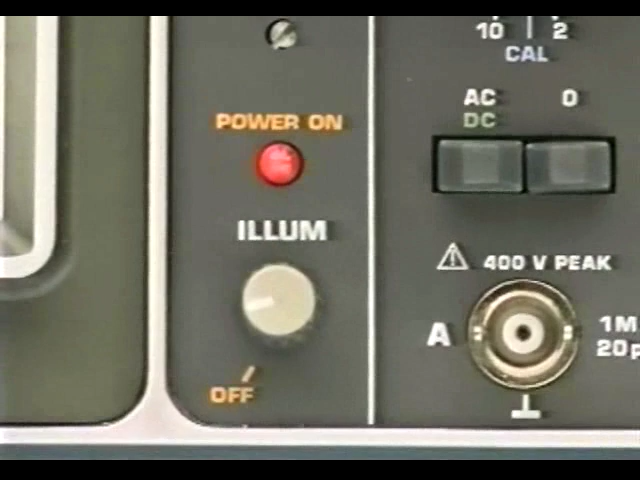 10 2
CAL
POWER ON
AC 0
DC
ILLUM
400 V PEAK
A
1M
20p
OFF